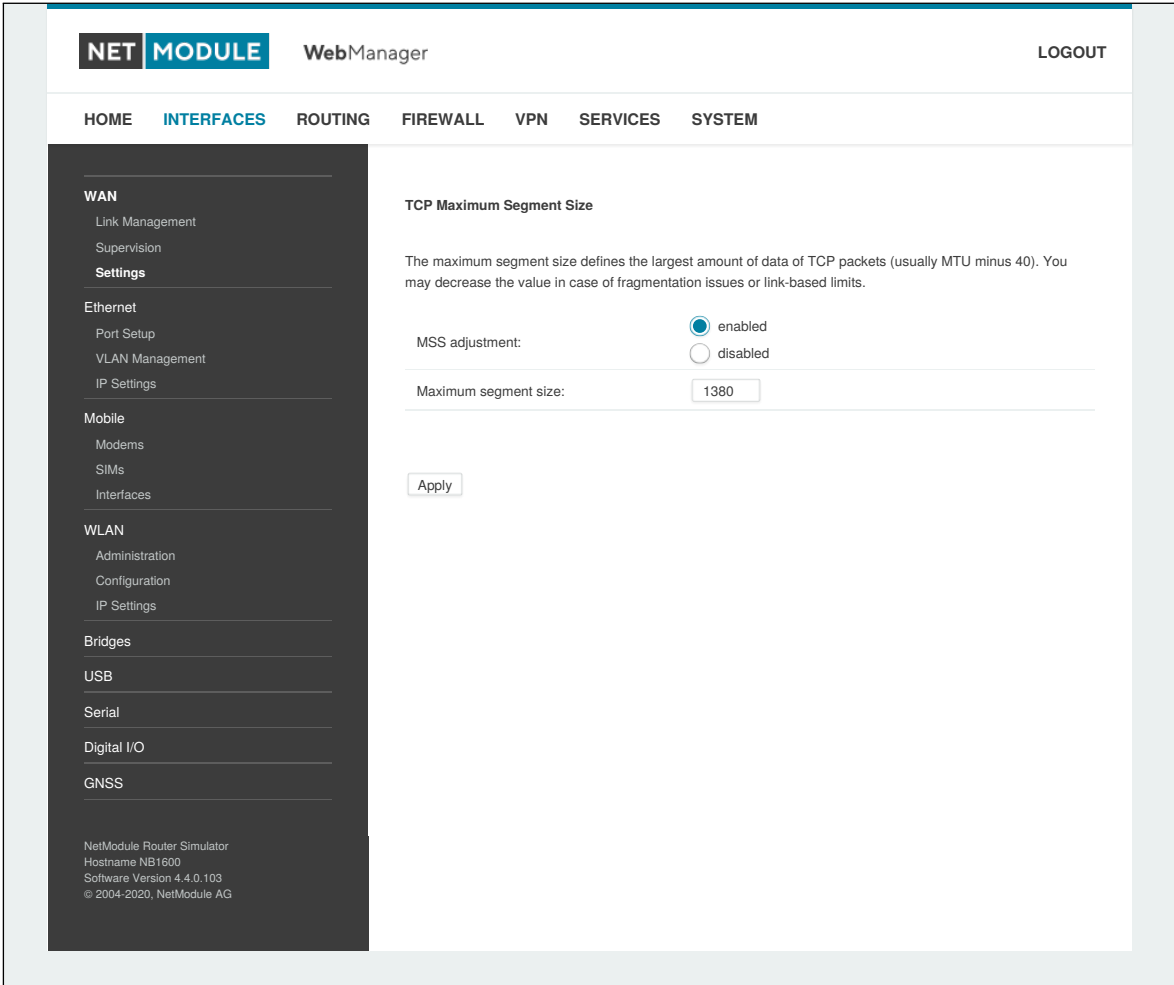 NET MODULE WebManager LOGOUT
HOME INTERFACES ROUTING FIREWALL VPN SERVICES SYSTEM
WAN
Link Management
Supervision
Settings
Ethernet
Port Setup
VLAN Management
IP Settings
Mobile
Modems
SIMs
Interfaces
WLAN
Administration
Configuration
IP Settings
Bridges
USB
Serial
Digital I/O
GNSS
NetModule Router Simulator
Hostname NB1600
Software Version 4.4.0.103
© 2004-2020, NetModule AG
TCP Maximum Segment Size
The maximum segment size defines the largest amount of data of TCP packets (usually MTU minus 40). You
may decrease the value in case of fragmentation issues or link-based limits.
MSS adjustment:
enabled
disabled
Maximum segment size: 1380
Apply